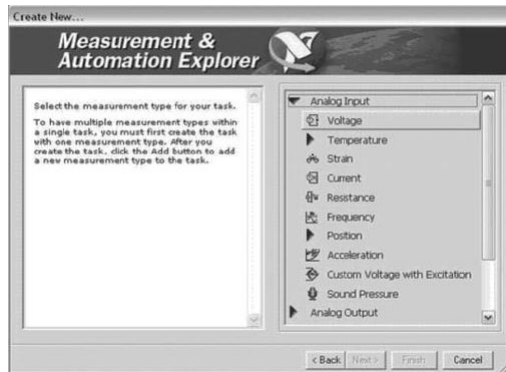 Create New...
Measurement &
Automation Explorer
Select the measurement type for your task.
To have multiple measurement types within
a single task, you must first create the task
with one measurement type. After you
create the task, click the Add button to add
a new measurement type to the task.
Analog Input
Voltage
Temperature
Strain
Current
Resistance
Frequency
Position
Acceleration
Custom Voltage with Excitation
Sound Pressure
Analog Output
< Back
Next >
Finish
Cancel